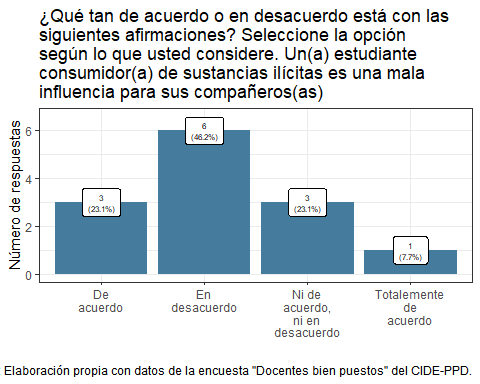 ¿Qué tan de acuerdo o en desacuerdo está con las
siguientes afirmaciones? Seleccione la opción
según lo que usted considere. Un(a) estudiante
consumidor(a) de sustancias ilícitas es una mala
influencia para sus compañeros(as)
Número de respuestas
6
4
2
0
3
(23.1%)
6
(46.2%)
3
(23.1%)
1
(7.7%)
De
acuerdo
En
desacuerdo
Ni de
acuerdo,
ni en
desacuerdo
Totalemente
de
acuerdo
Elaboración propia con datos de la encuesta "Docentes bien puestos" del CIDE-PPD.